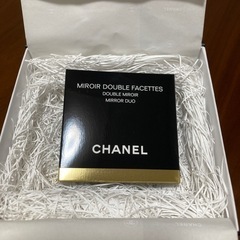 MIROIR DOUBLE FACETTES
DOUBLE MIROIR
MIRROR DUO
CHANEL